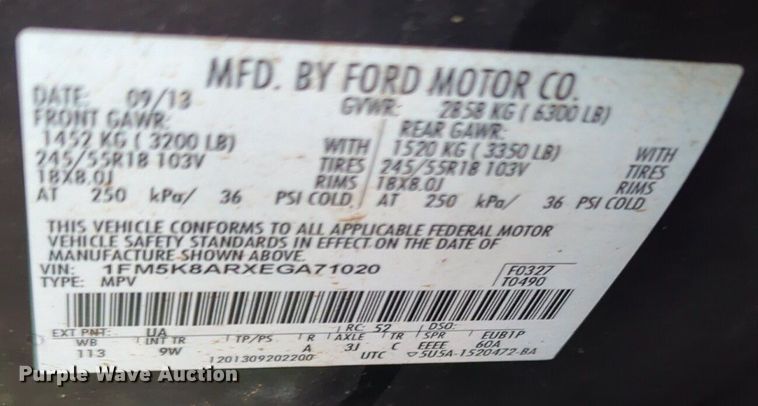 MFD. BY FORD MOTOR CO.
DATE: 09/13 GVWR: 2858 KG ( 6300 LB)
FRONT GAWR: REAR GAWR:
1452 KG ( 3200 LB) WITH 1520 KG ( 3350 LB) WITH
245/55R18 103V TIRES 245/55R18 103V TIRES
18X8.0J RIMS 18X8.0J RIMS
AT 250 kPa/ 36 PSI COLD AT 250 kPa/ 36 PSI COLD
THIS VEHICLE CONFORMS TO ALL APPLICABLE FEDERAL MOTOR
VEHICLE SAFETY STANDARDS IN EFFECT ON THE DATE OF
MANUFACTURE SHOWN ABOVE.
VIN: 1FM5K8ARXEGA71020 F0327
TYPE: MPV T0490
EXT PNT: UA RC: 52 DSO:
WB INT TR TP/PS R AXLE TR SPR EUB1P
113 9W A 3J C EEEE 60A
1201309202200 UTC ▽5U5A-1520472-BA
Purple Wave Auction
Purple Wave Auction